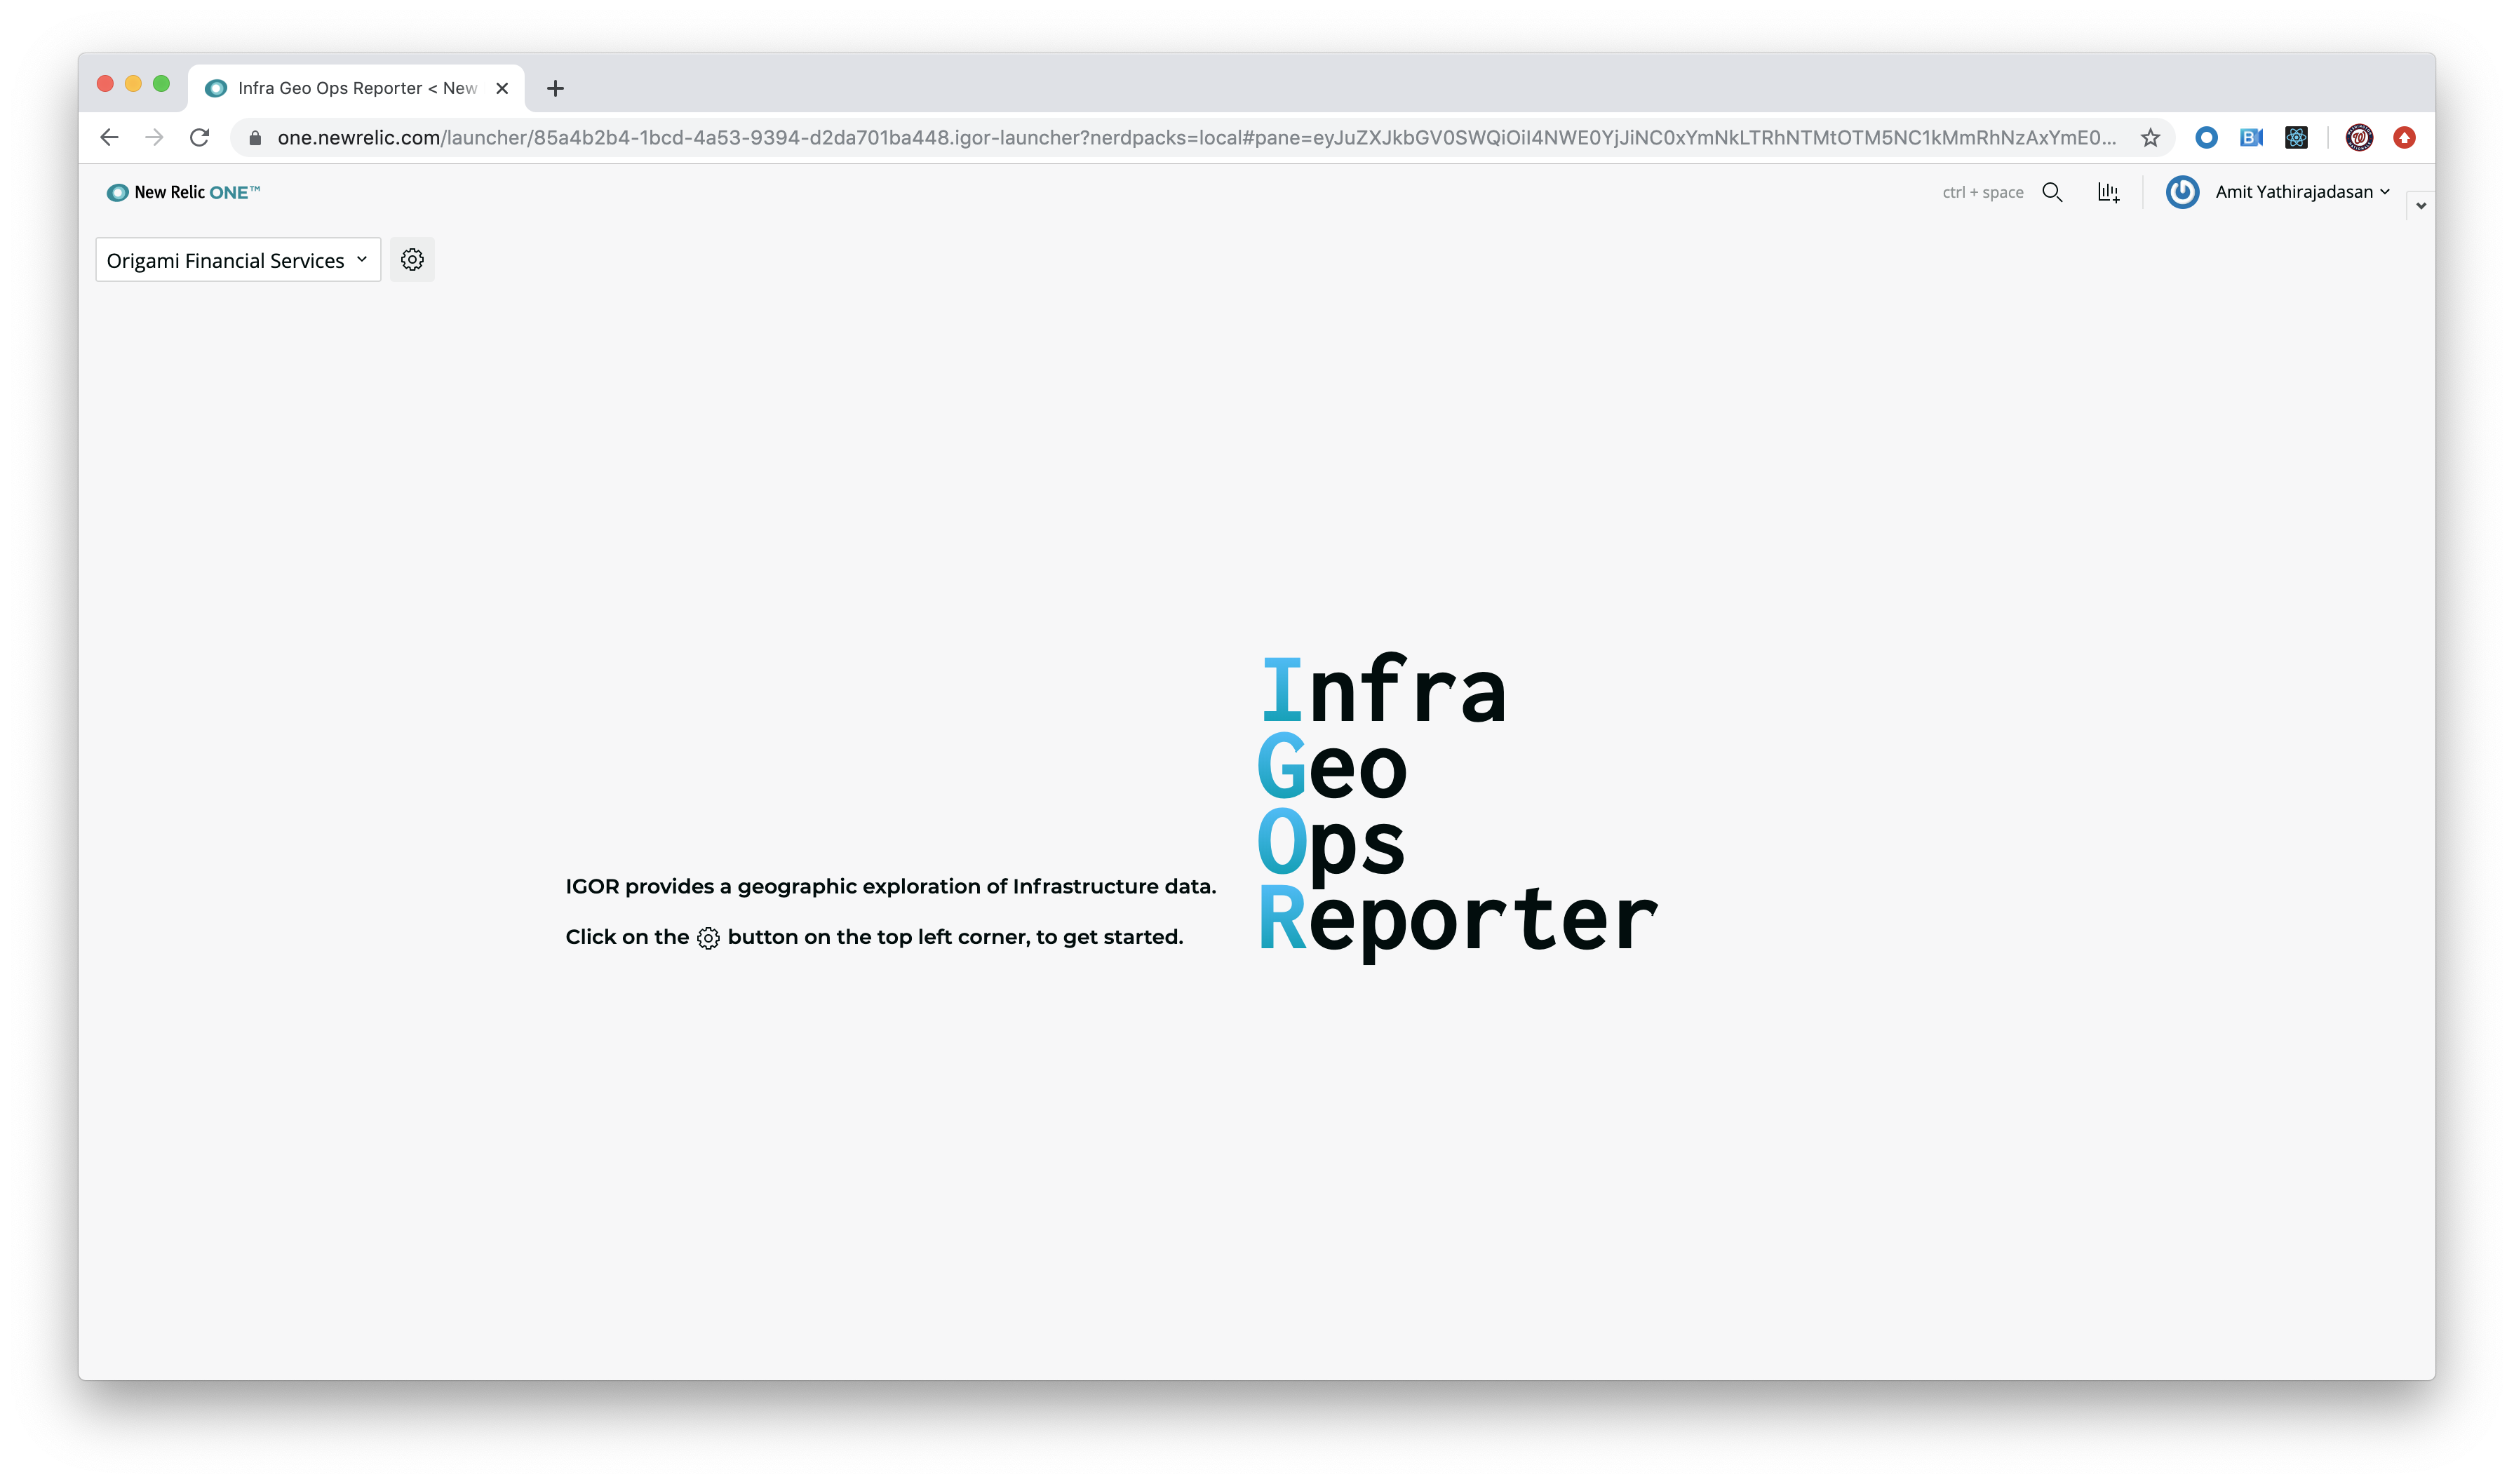 Infra Geo Ops Reporter < New
one.newrelic.com/launcher/85a4b2b4-1bcd-4a53-9394-d2da701ba448.igor-launcher?nerdpacks=local#pane=eyJuZXJkbGV0SWQiOiI4NWE0YjJiNC0xYmNkLTRhNTMtOTM5NC1kMmRhNzAxYmE0...
New Relic ONE™
ctrl + space
Amit Yathirajadasan
Origami Financial Services
Infra
Geo
Ops
Reporter
IGOR provides a geographic exploration of Infrastructure data.
Click on the button on the top left corner, to get started.